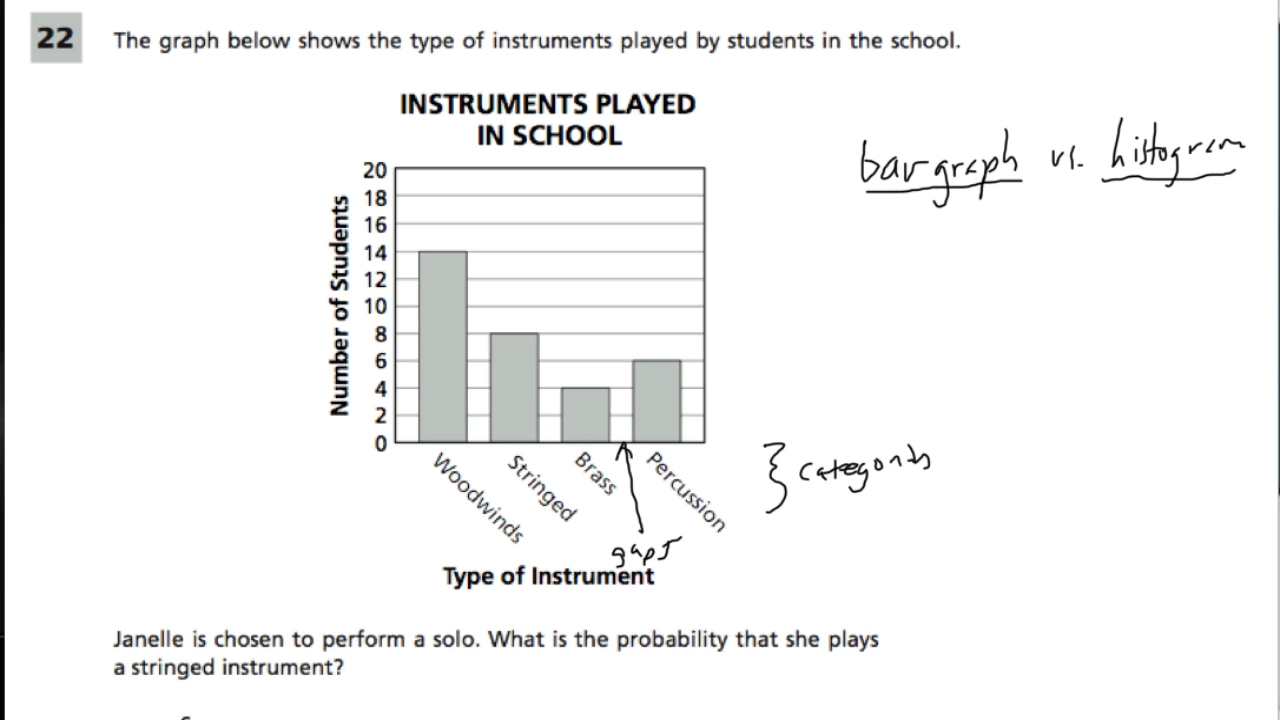 22 The graph below shows the type of instruments played by students in the school.
INSTRUMENTS PLAYED
IN SCHOOL
bar graph vs. histogram
Number of Students
20
18
16
14
12
10
8
6
4
2
0
Woodwinds
Stringed
Brass
Percussion
} categories
gaps
Type of Instrument
Janelle is chosen to perform a solo. What is the probability that she plays
a stringed instrument?